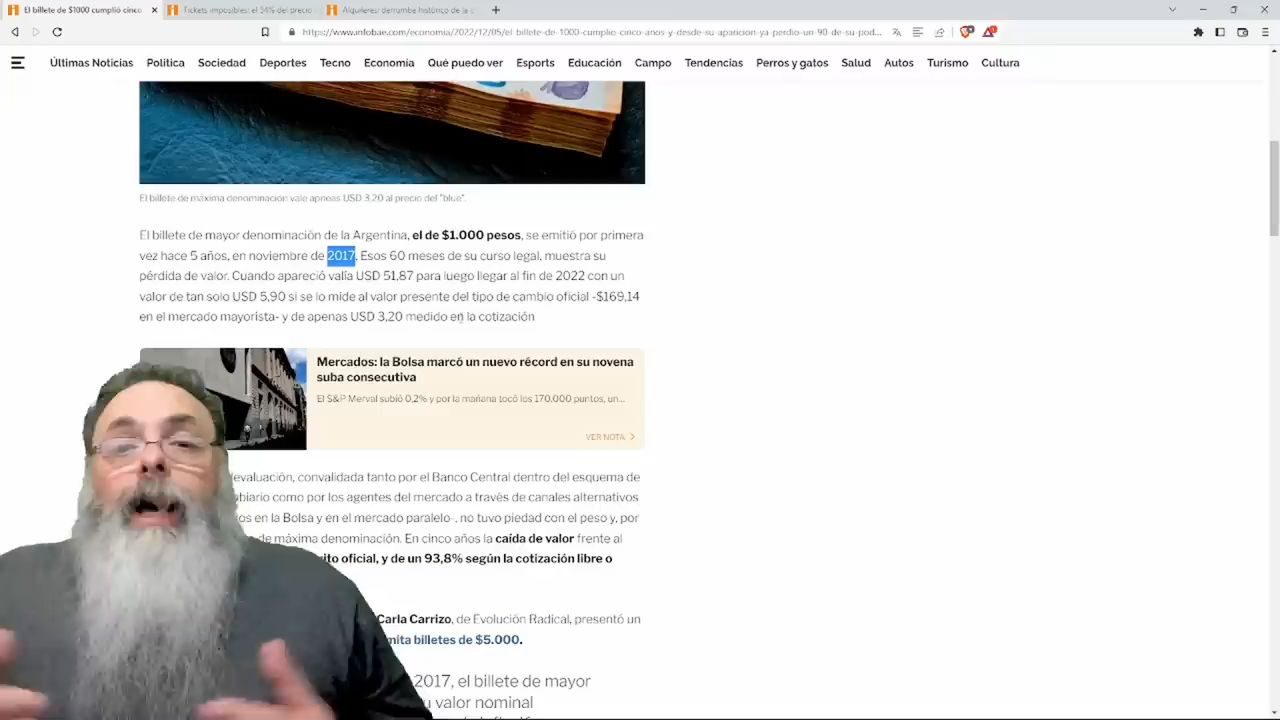 El billete de $1000 cumplió cinco
Tickets imposibles: el 54% del precio
Alquileres: derrumbe histórico de la
https://www.infobae.com/economia/2022/12/05/el-billete-de-1000-cumplio-cinco-anos-y-desde-su-aparicion-ya-perdio-un-90-de-su-pod...
Últimas Noticias Política Sociedad Deportes Tecno Economía Qué puedo ver Esports Educación Campo Tendencias Perros y gatos Salud Autos Turismo Cultura
El billete de máxima denominación vale apneas USD 3,20 al precio del "blue".
El billete de mayor denominación de la Argentina, el de $1.000 pesos, se emitió por primera
vez hace 5 años, en noviembre de 2017. Esos 60 meses de su curso legal, muestra su
pérdida de valor. Cuando apareció valía USD 51,87 para luego llegar al fin de 2022 con un
valor de tan solo USD 5,90 si se lo mide al valor presente del tipo de cambio oficial -$169,14
en el mercado mayorista- y de apenas USD 3,20 medido en la cotización
Mercados: la Bolsa marcó un nuevo récord en su novena
suba consecutiva
El S&P Merval subió 0,2% y por la mañana tocó los 170.000 puntos, un...
VER NOTA
evaluación, convalidada tanto por el Banco Central dentro del esquema de
biario como por los agentes del mercado a través de canales alternativos
os en la Bolsa y en el mercado paralelo-, no tuvo piedad con el peso y, por
de máxima denominación. En cinco años la caída de valor frente al
ito oficial, y de un 93,8% según la cotización libre o
Carla Carrizo, de Evolución Radical, presentó un
mita billetes de $5.000.
2017, el billete de mayor
u valor nominal